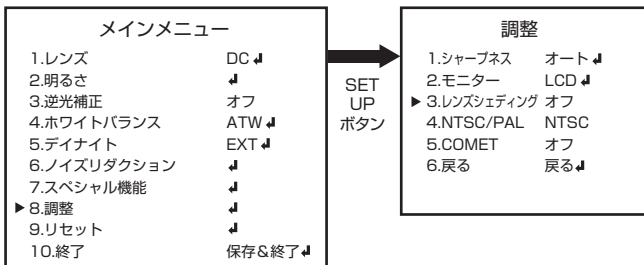 メインメニュー
1.レンズ DC↲
2.明るさ ↲
3.逆光補正 オフ
4.ホワイトバランス ATW↲
5.デイナイト EXT↲
6.ノイズリダクション ↲
7.スペシャル機能 ↲
▶8.調整 ↲
9.リセット ↲
10.終了 保存&終了↲
SET
UP
ボタン
調整
1.シャープネス オート↲
2.モニター LCD↲
▶3.レンズシェディング オフ
4.NTSC/PAL NTSC
5.COMET オフ
6.戻る 戻る↲